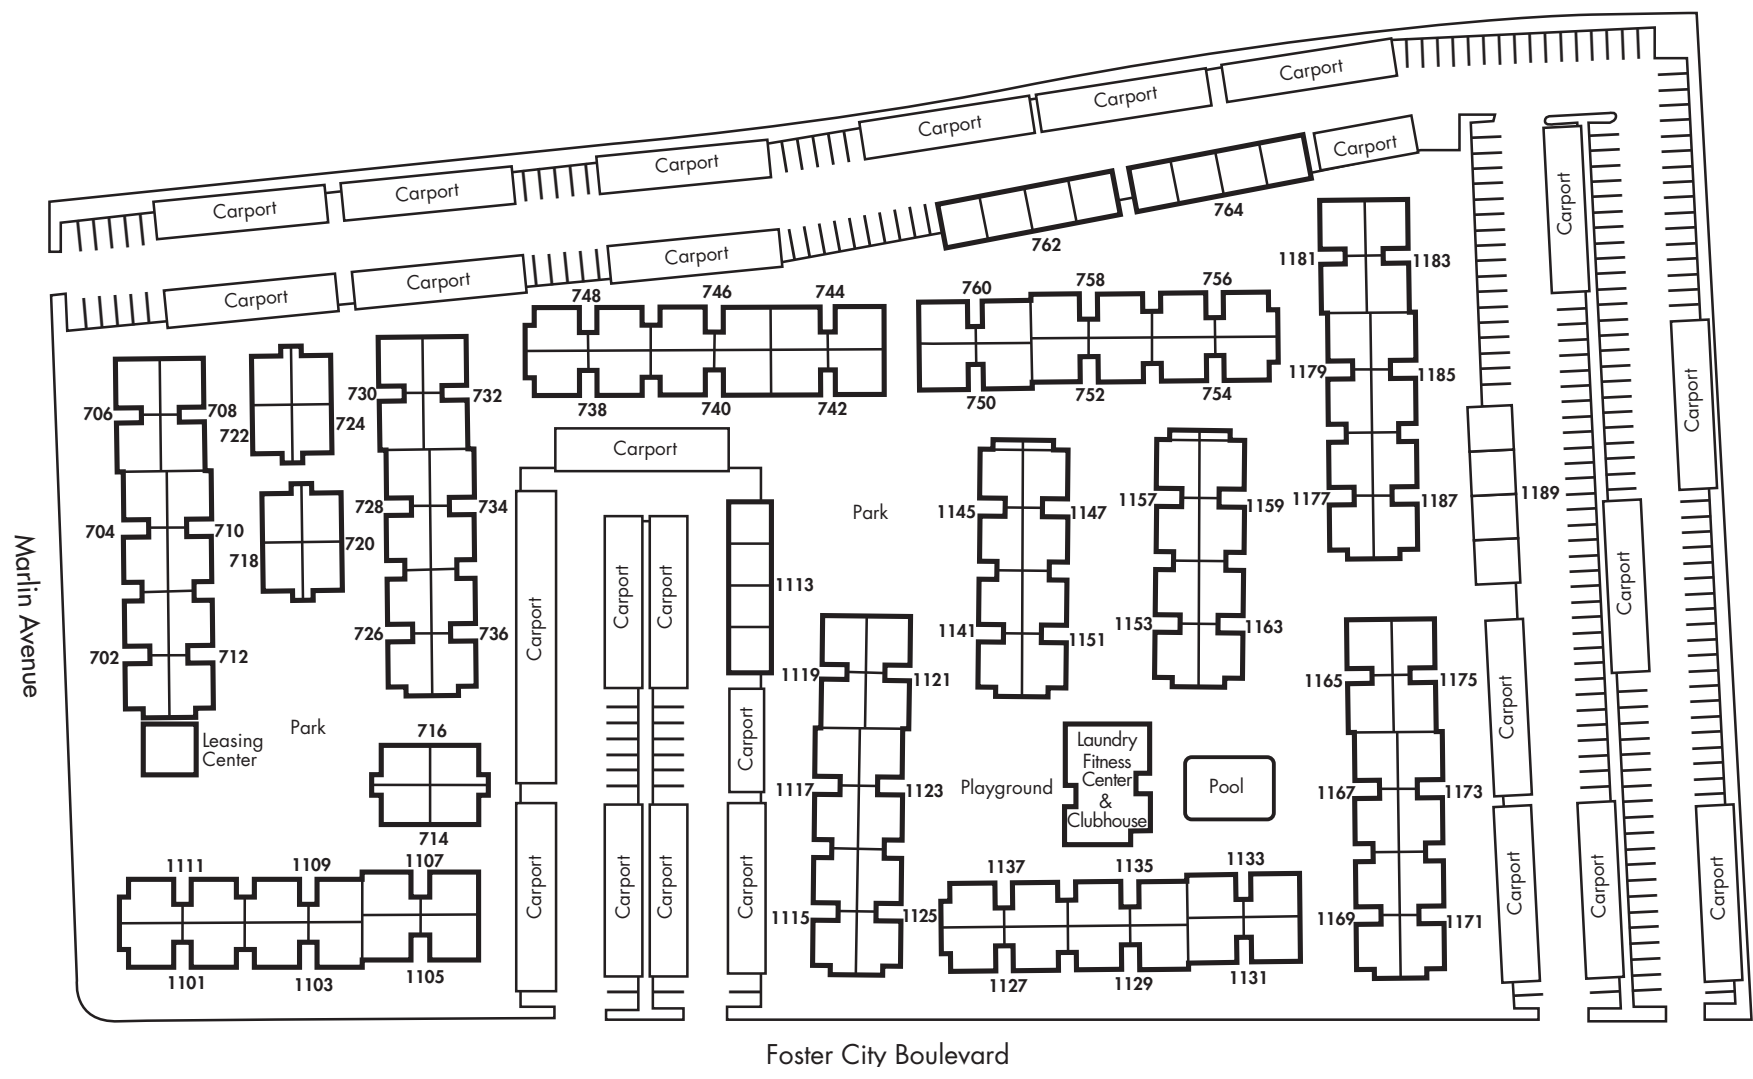 Carport
Carport
Carport
Carport
Carport
Carport
Carport
Carport
Carport
Carport
Carport
Carport
764
762
1181
1183
748
746
744
760
758
756
730
732
706
708
722
724
738
740
742
750
752
754
1179
1185
Carport
Carport
728
734
704
710
718
720
Park
1145
1147
1157
1159
1177
1187
1189
Marlin Avenue
Carport
Carport
Carport
1113
Carport
726
736
702
712
1141
1151
1153
1163
1119
1121
1165
1175
Leasing
Center
Park
716
Carport
Carport
Laundry
Fitness
Center
&
Clubhouse
Playground
Pool
1117
1123
1167
1173
714
1111
1109
1107
1137
1135
1133
Carport
Carport
Carport
Carport
Carport
Carport
Carport
1115
1125
1169
1171
1101
1103
1105
1127
1129
1131
Foster City Boulevard